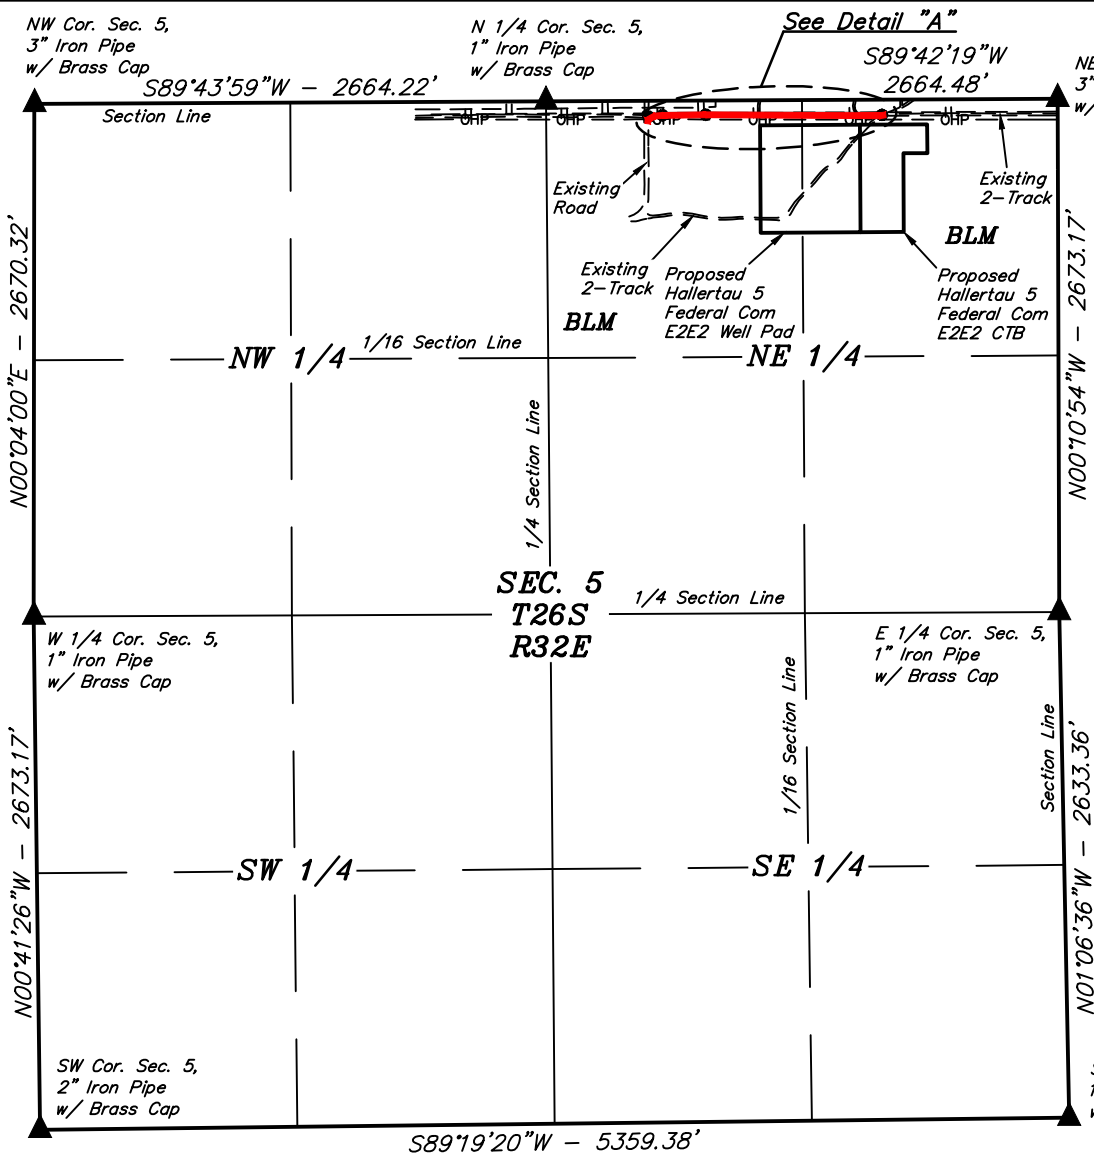 NW Cor. Sec. 5,
3" Iron Pipe
w/ Brass Cap
N 1/4 Cor. Sec. 5,
1" Iron Pipe
w/ Brass Cap
See Detail "A"
S89°42'19"W
2664.48'
NE
3"
w/
S89°43'59"W – 2664.22'
Section Line
OHP
OHP
OHP
OHP
OHP
OHP
Existing
Road
Existing
2-Track
BLM
Existing
2-Track
Proposed
Hallertau 5
Federal Com
E2E2 Well Pad
Proposed
Hallertau 5
Federal Com
E2E2 CTB
BLM
N00°04'00"E – 2670.32'
N00°10'54"W – 2673.17'
1/16 Section Line
NW 1/4
NE 1/4
1/4 Section Line
SEC. 5
T26S
R32E
1/4 Section Line
W 1/4 Cor. Sec. 5,
1" Iron Pipe
w/ Brass Cap
E 1/4 Cor. Sec. 5,
1" Iron Pipe
w/ Brass Cap
1/16 Section Line
Section Line
N00°41'26"W – 2673.17'
N01°06'36"W – 2633.36'
SW 1/4
SE 1/4
SW Cor. Sec. 5,
2" Iron Pipe
w/ Brass Cap
S89°19'20"W – 5359.38'